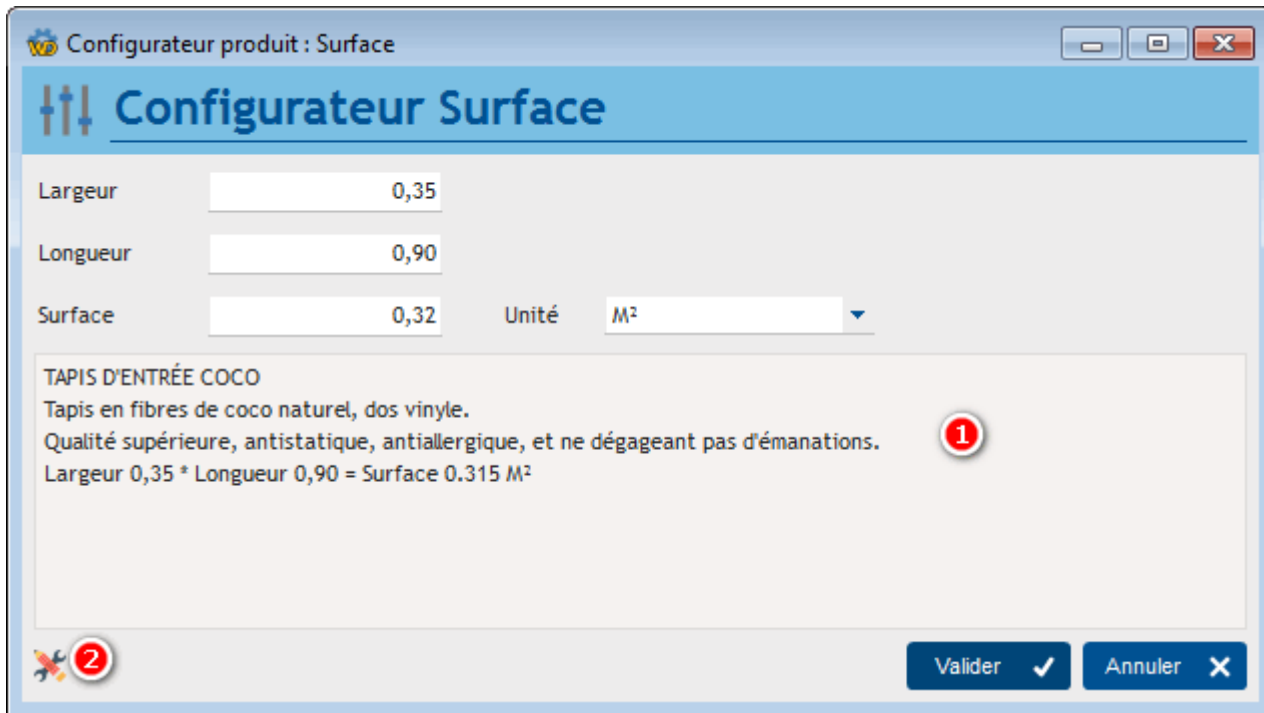 Configurateur produit : Surface
Configurateur Surface
Largeur 0,35
Longueur 0,90
Surface 0,32 Unité M²
TAPIS D'ENTRÉE COCO
Tapis en fibres de coco naturel, dos vinyle.
Qualité supérieure, antistatique, antiallergique, et ne dégageant pas d'émanations.
1
Largeur 0,35 * Longueur 0,90 = Surface 0.315 M²
2
Valider Annuler